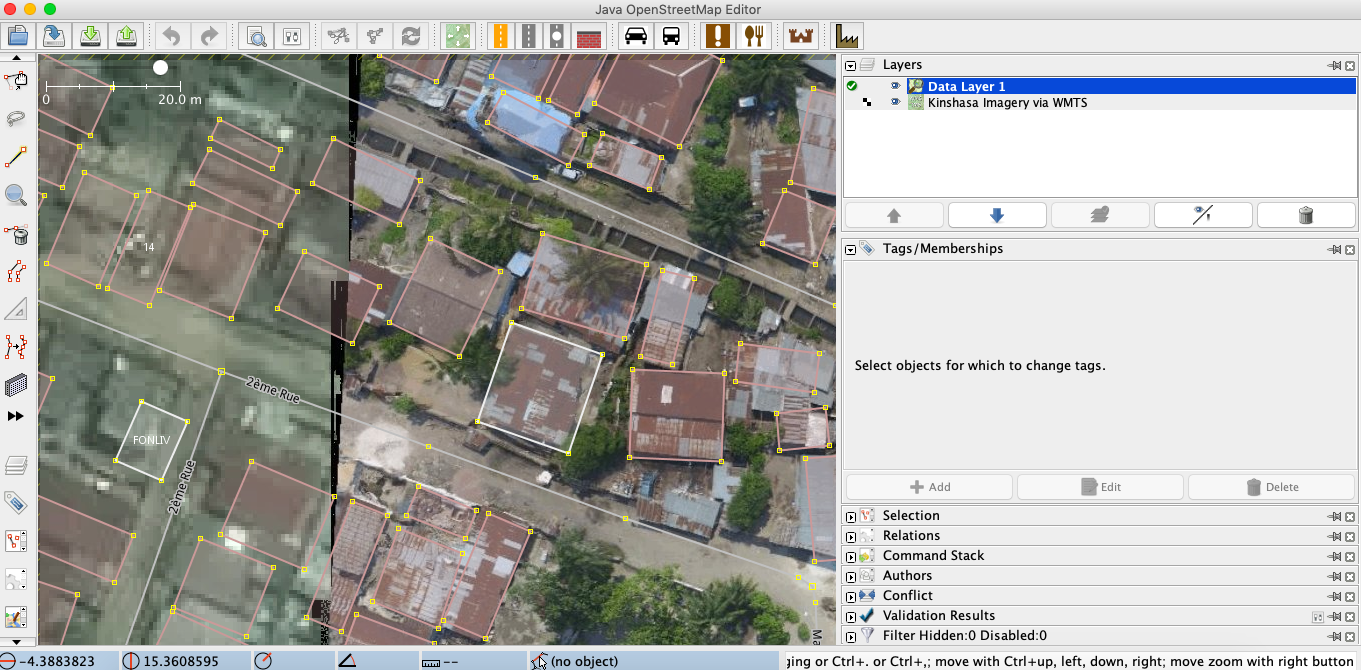 Java OpenStreetMap Editor
0
20.0 m
14
2ème Rue
FONLIV
2ème Rue
Layers
Data Layer 1
Kinshasa Imagery via WMTS
Tags/Memberships
Select objects for which to change tags.
Add
Edit
Delete
Selection
Relations
Command Stack
Authors
Conflict
Validation Results
Filter Hidden:0 Disabled:0
-4.3883823
15.3608595
--
(no object)
ging or Ctrl+. or Ctrl+,; move with Ctrl+up, left, down, right; move zoom with right button